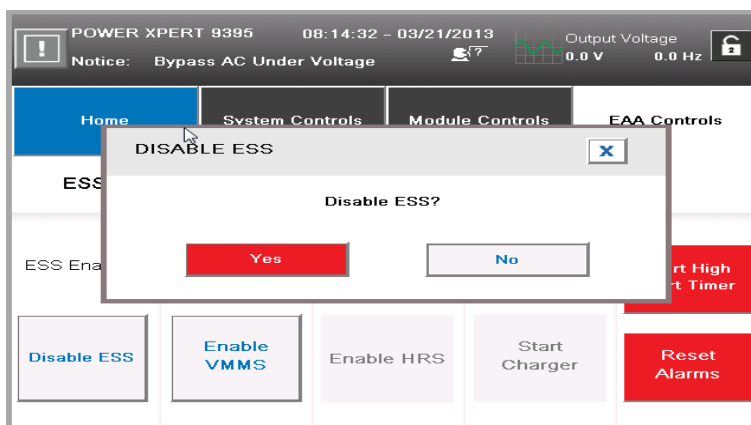 POWER XPERT 9395 08:14:32 - 03/21/2013
Output Voltage
Notice: Bypass AC Under Voltage
0.0 V 0.0 Hz
Home System Controls Module Controls EAA Controls
DISABLE ESS X
ESS
Disable ESS?
ESS Ena
Yes No
rt High
rt Timer
Disable ESS
Enable
VMMS
Enable HRS
Start
Charger
Reset
Alarms